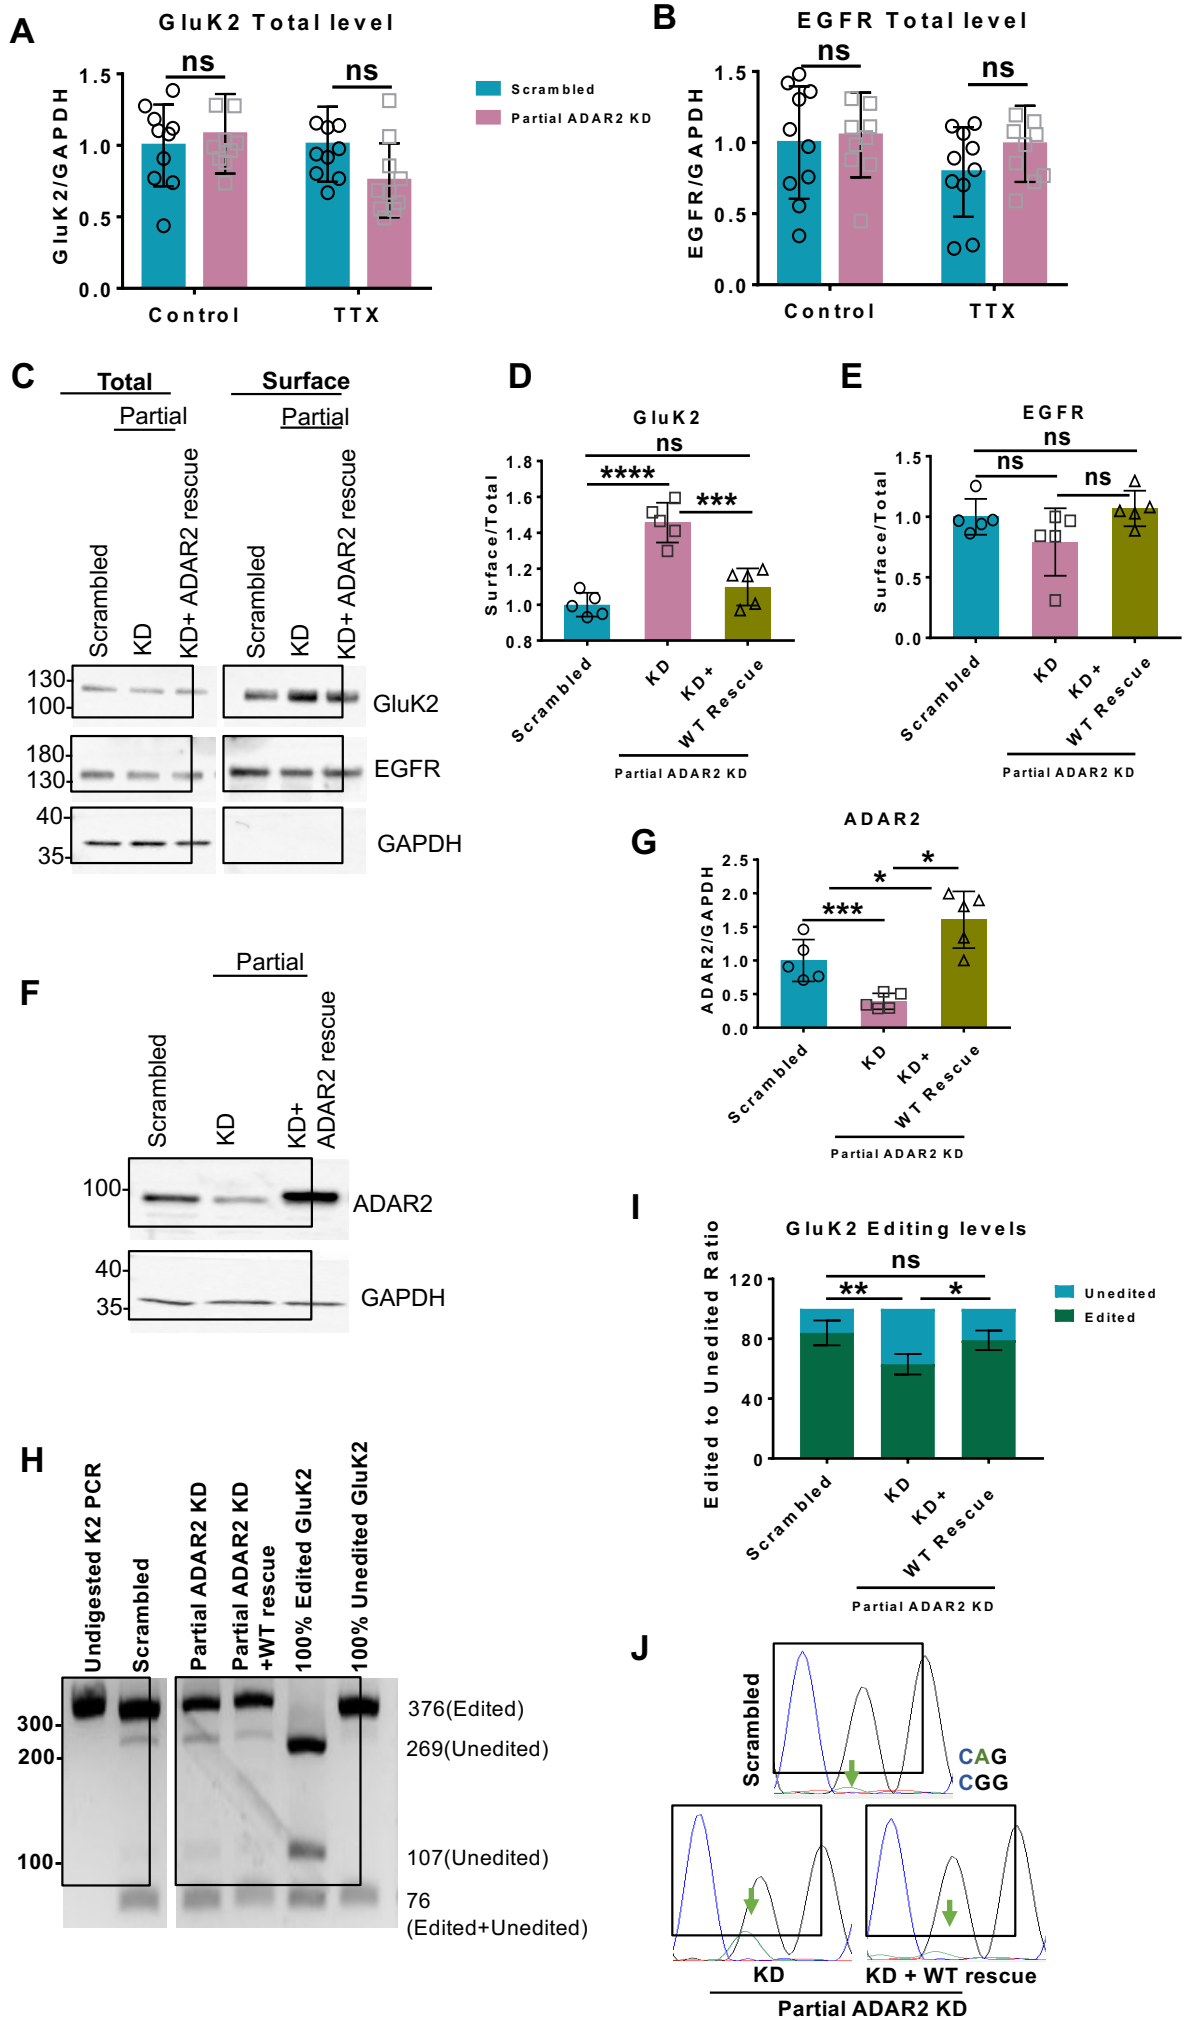 A
GluK2 Total level
ns
ns
GluK2/GAPDH
1.5
1.0
0.5
0.0
Control
TTX
Scrambled
Partial ADAR2 KD
B
EGFR Total level
ns
ns
EGFR/GAPDH
1.5
1.0
0.5
0.0
Control
TTX
C
Total
Surface
Partial
Partial
Scrambled
KD
KD+ ADAR2 rescue
Scrambled
KD
KD+ ADAR2 rescue
130
100
GluK2
180
130
EGFR
40
35
GAPDH
D
GluK2
ns
****
***
Surface/Total
1.8
1.6
1.4
1.2
1.0
0.8
Scrambled
KD
KD+
WT Rescue
Partial ADAR2 KD
E
EGFR
ns
ns
ns
Surface/Total
1.5
1.0
0.5
0.0
Scrambled
KD
KD+
WT Rescue
Partial ADAR2 KD
F
Partial
Scrambled
KD
KD+
ADAR2 rescue
100
ADAR2
40
35
GAPDH
G
ADAR2
*
*
***
ADAR2/GAPDH
2.5
2.0
1.5
1.0
0.5
0.0
Scrambled
KD
KD+
WT Rescue
Partial ADAR2 KD
H
Undigested K2 PCR
Scrambled
Partial ADAR2 KD
Partial ADAR2 KD
+WT rescue
100% Edited GluK2
100% Unedited GluK2
300
200
100
376(Edited)
269(Unedited)
107(Unedited)
76
(Edited+Unedited)
I
GluK2 Editing levels
ns
**
*
Edited to Unedited Ratio
120
80
40
0
Unedited
Edited
Scrambled
KD
KD+
WT Rescue
Partial ADAR2 KD
J
Scrambled
CAG
CGG
KD
KD + WT rescue
Partial ADAR2 KD